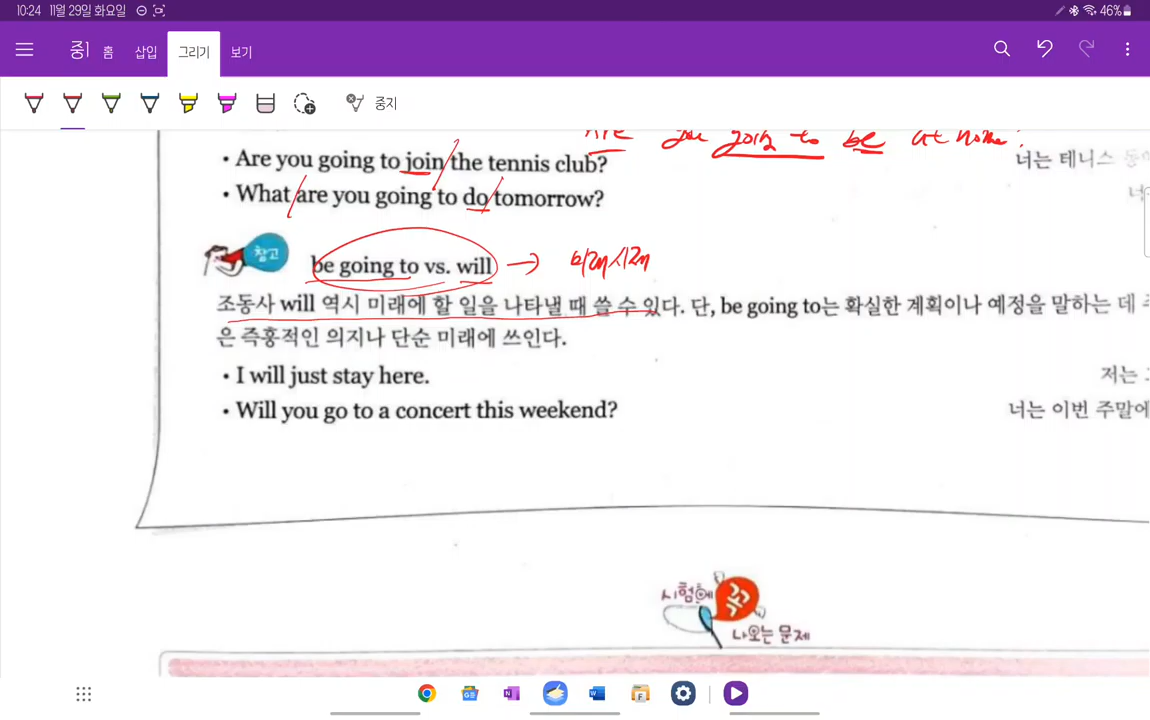 10:24 11월 29일 화요일 46%
중1 홈 삽입 그리기 보기
중지
Are you going to be at home?
• Are you going to join the tennis club? 너는 테니스 동
• What are you going to do tomorrow? 너
참고 be going to vs. will → 미래시제
조동사 will 역시 미래에 할 일을 나타낼 때 쓸 수 있다. 단, be going to는 확실한 계획이나 예정을 말하는 데
은 즉흥적인 의지나 단순 미래에 쓰인다.
• I will just stay here. 저는
• Will you go to a concert this weekend? 너는 이번 주말에
시험에 꼭
나오는 문제